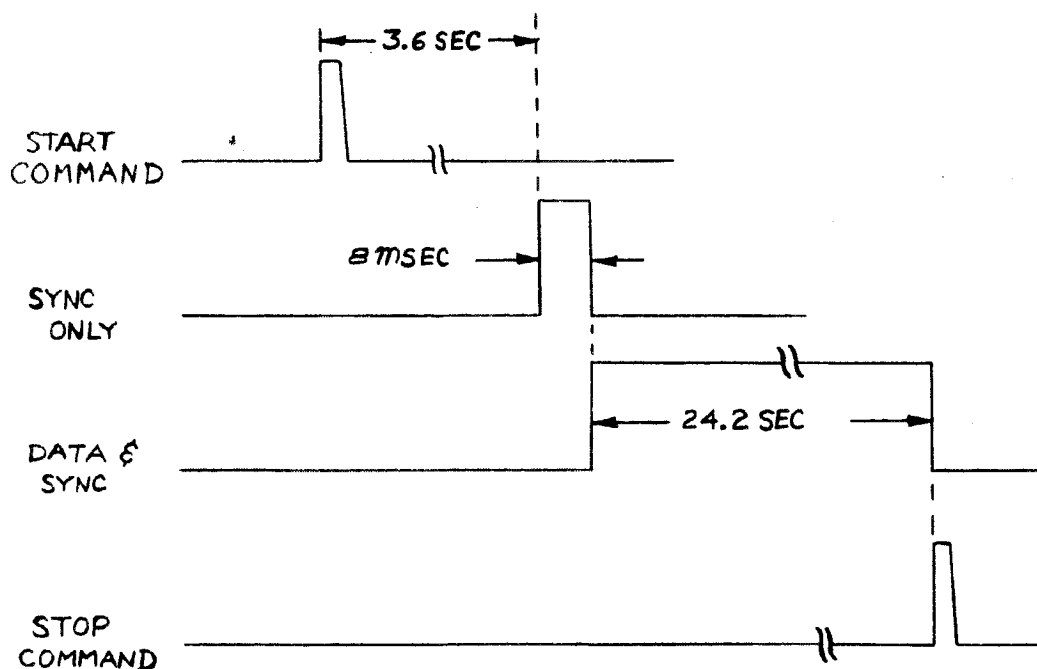 3.6 SEC
START
COMMAND
8 MSEC
SYNC
ONLY
24.2 SEC
DATA &
SYNC
STOP
COMMAND